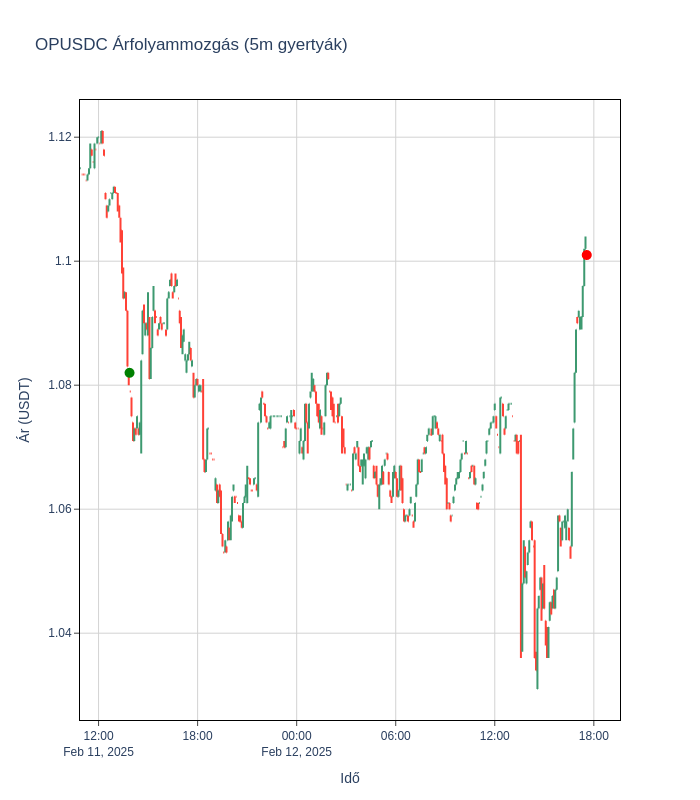 OPUSDC Árfolyammozgás (5m gyertyák)
1.12
1.1
1.08
1.06
1.04
Ár (USDT)
12:00
Feb 11, 2025
18:00
00:00
Feb 12, 2025
06:00
12:00
18:00
Idő